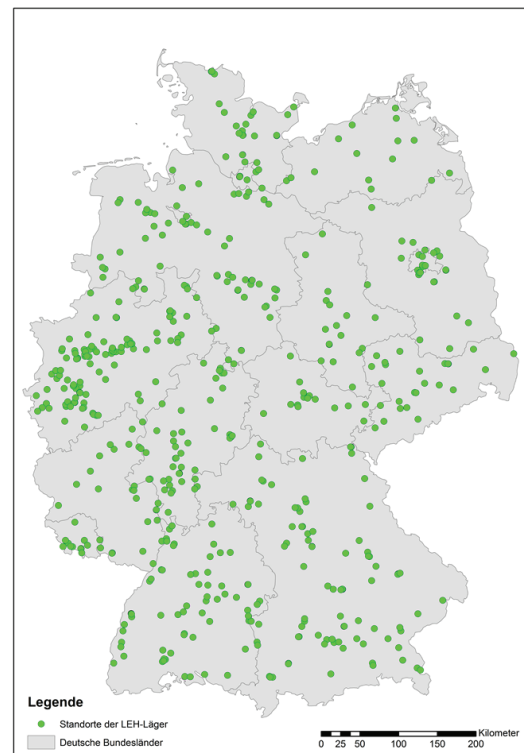 Legende
Standorte der LEH-Läger
Deutsche Bundesländer
Kilometer
0 25 50 100 150 200